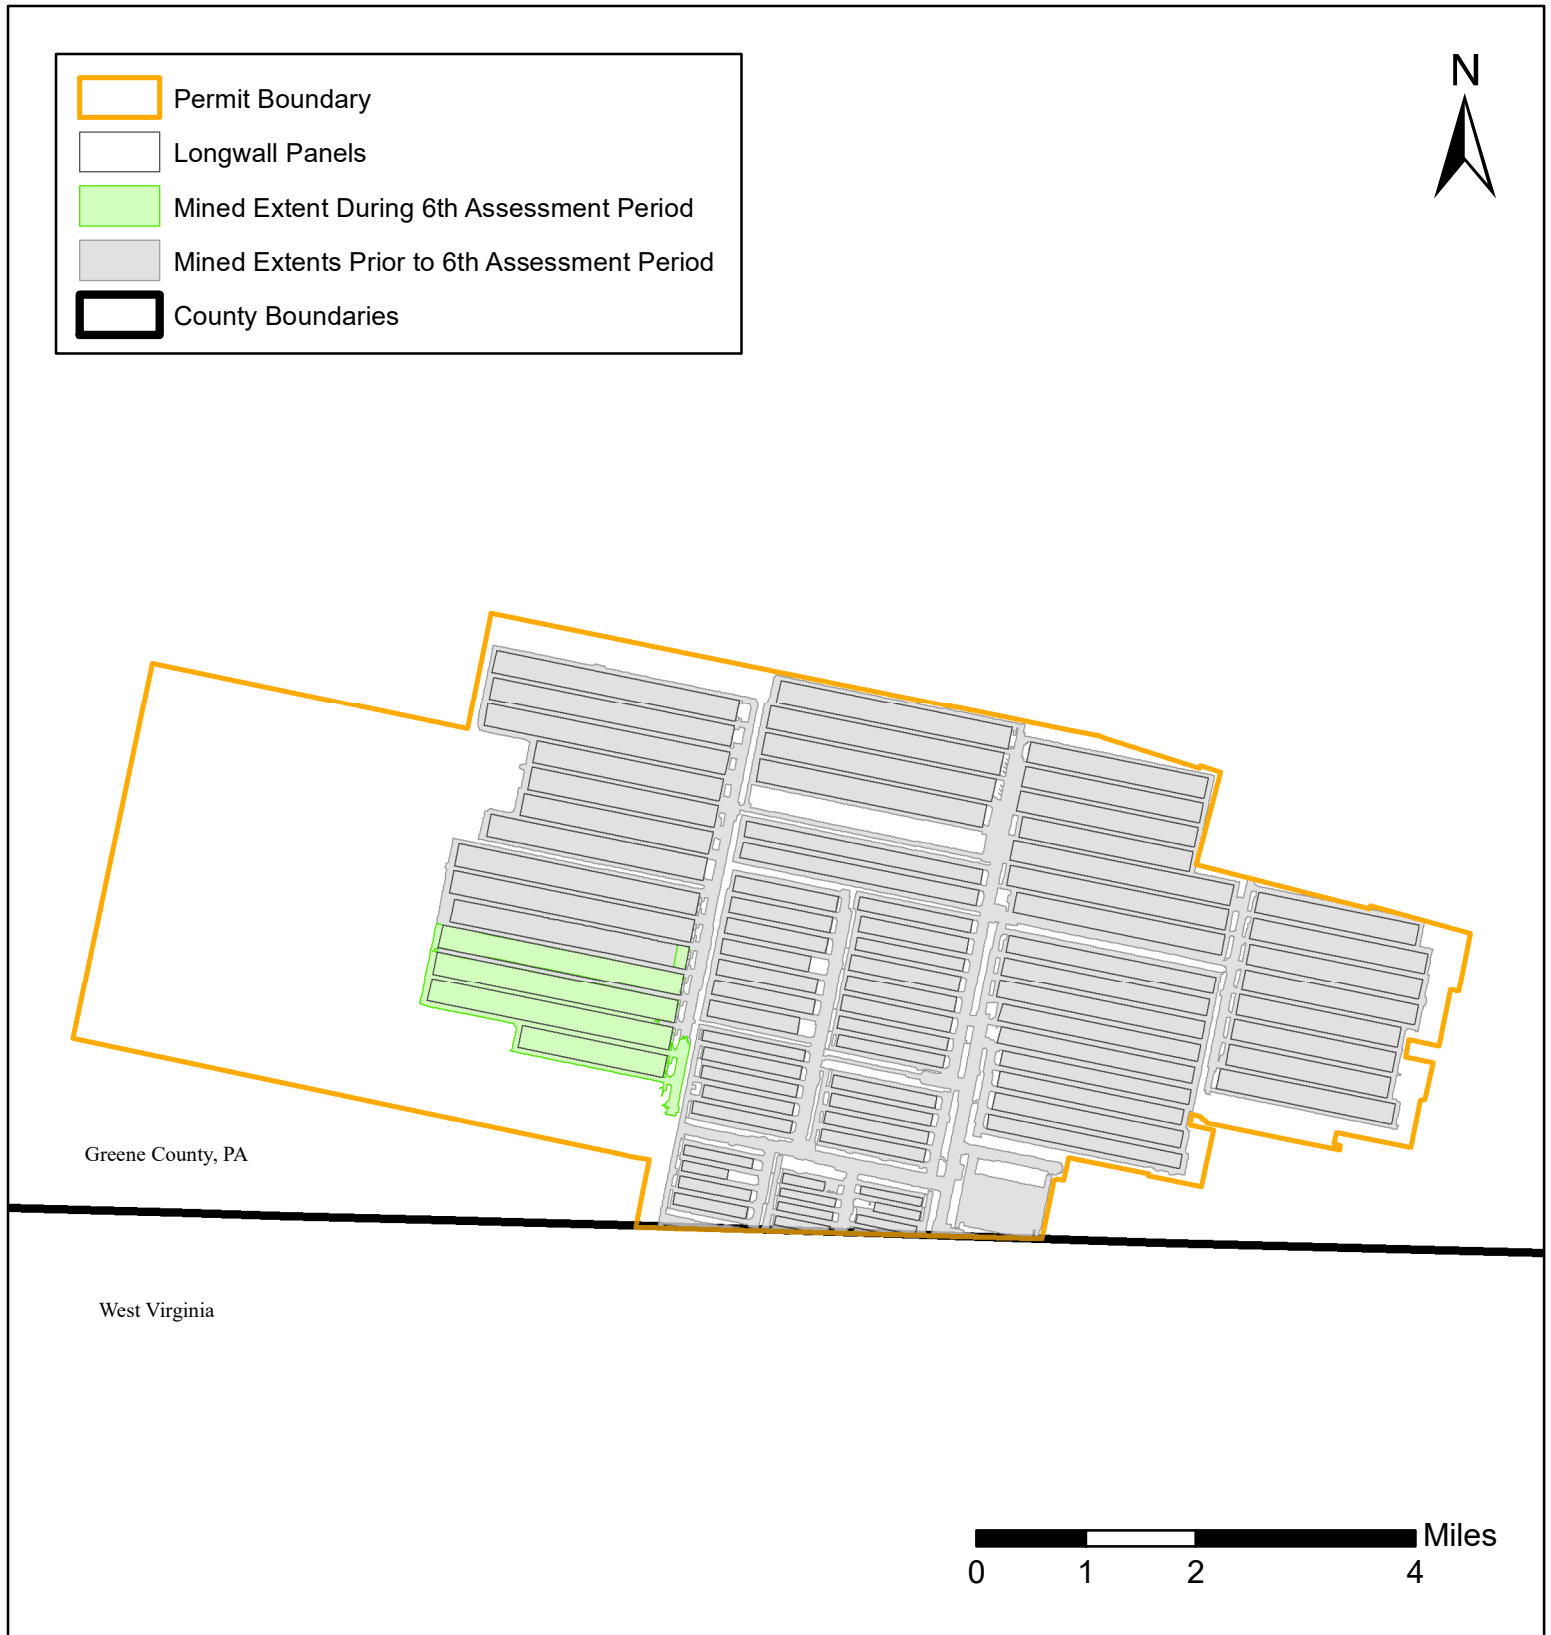 N
Permit Boundary
Longwall Panels
Mined Extent During 6th Assessment Period
Mined Extents Prior to 6th Assessment Period
County Boundaries
Greene County, PA
West Virginia
Miles
0 1 2 4